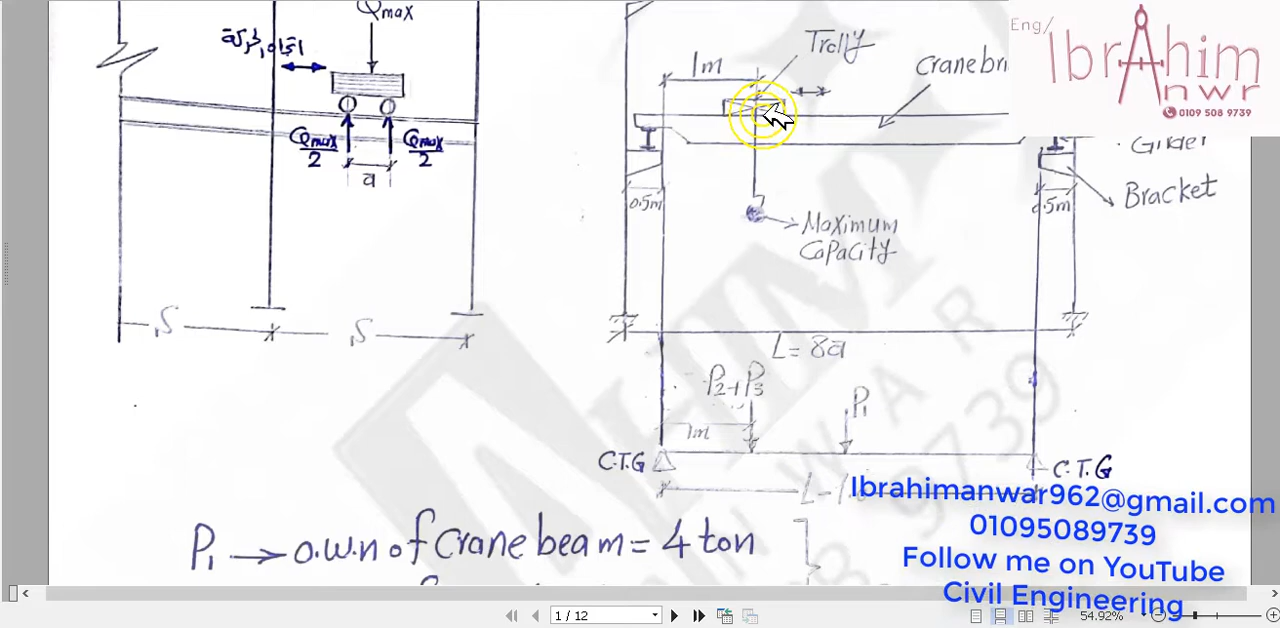 Qmax
اتجاه الحركة
Qmax/2
Qmax/2
a
S
S
1m
Trolly
Crane bri
Girder
Bracket
0.5m
0.5m
Maximum
Capacity
L = 8a
P2+P3
P1
1m
C.T.G
C.T.G
P1 → o.w.n of Crane beam = 4 ton
Eng/
IbrAhim
Anwr
0109 508 9739
Ibrahimanwar962@gmail.com
01095089739
Follow me on YouTube
Civil Engineering
1 / 12
54.92%